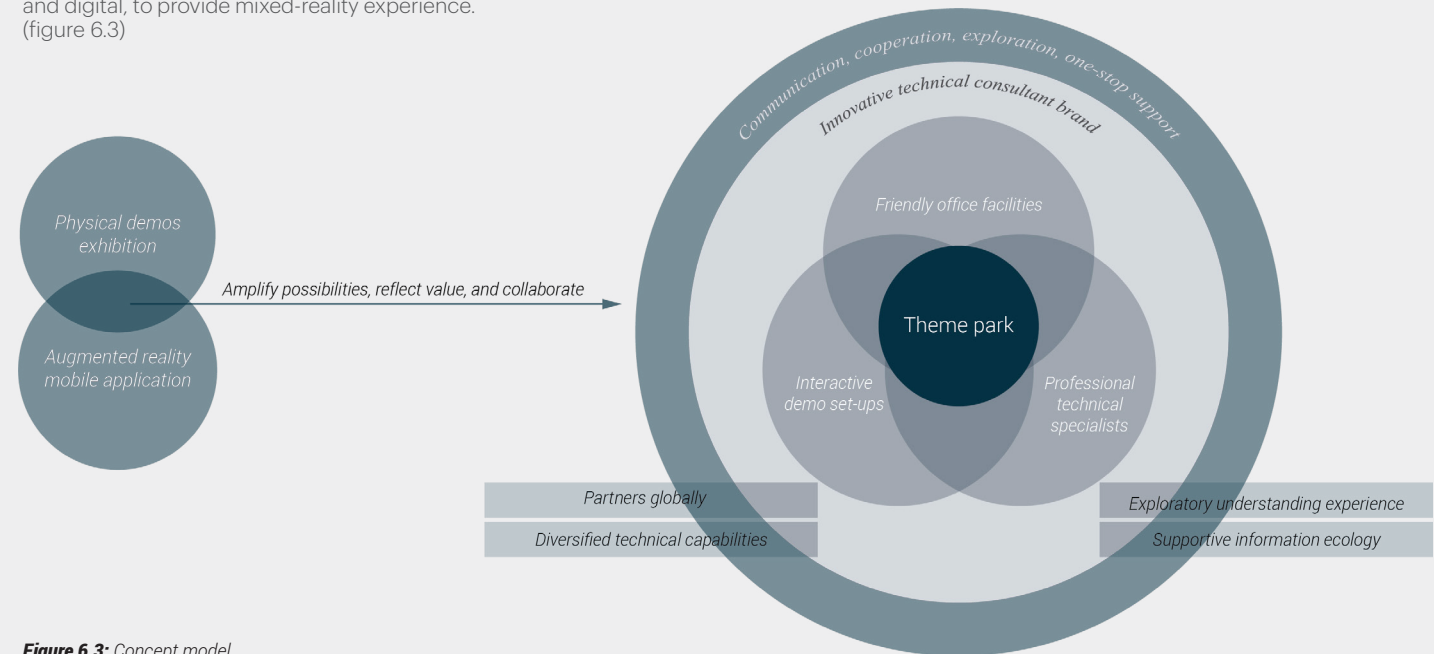 and digital, to provide mixed-reality experience.
(figure 6.3)
Communication, cooperation, exploration, one-stop support
Innovative technical consultant brand
Physical demos
exhibition
Friendly office facilities
Amplify possibilities, reflect value, and collaborate
Theme park
Augmented reality
mobile application
Interactive
demo set-ups
Professional
technical
specialists
Partners globally
Diversified technical capabilities
Exploratory understanding experience
Supportive information ecology
Figure 6.3: Concept model